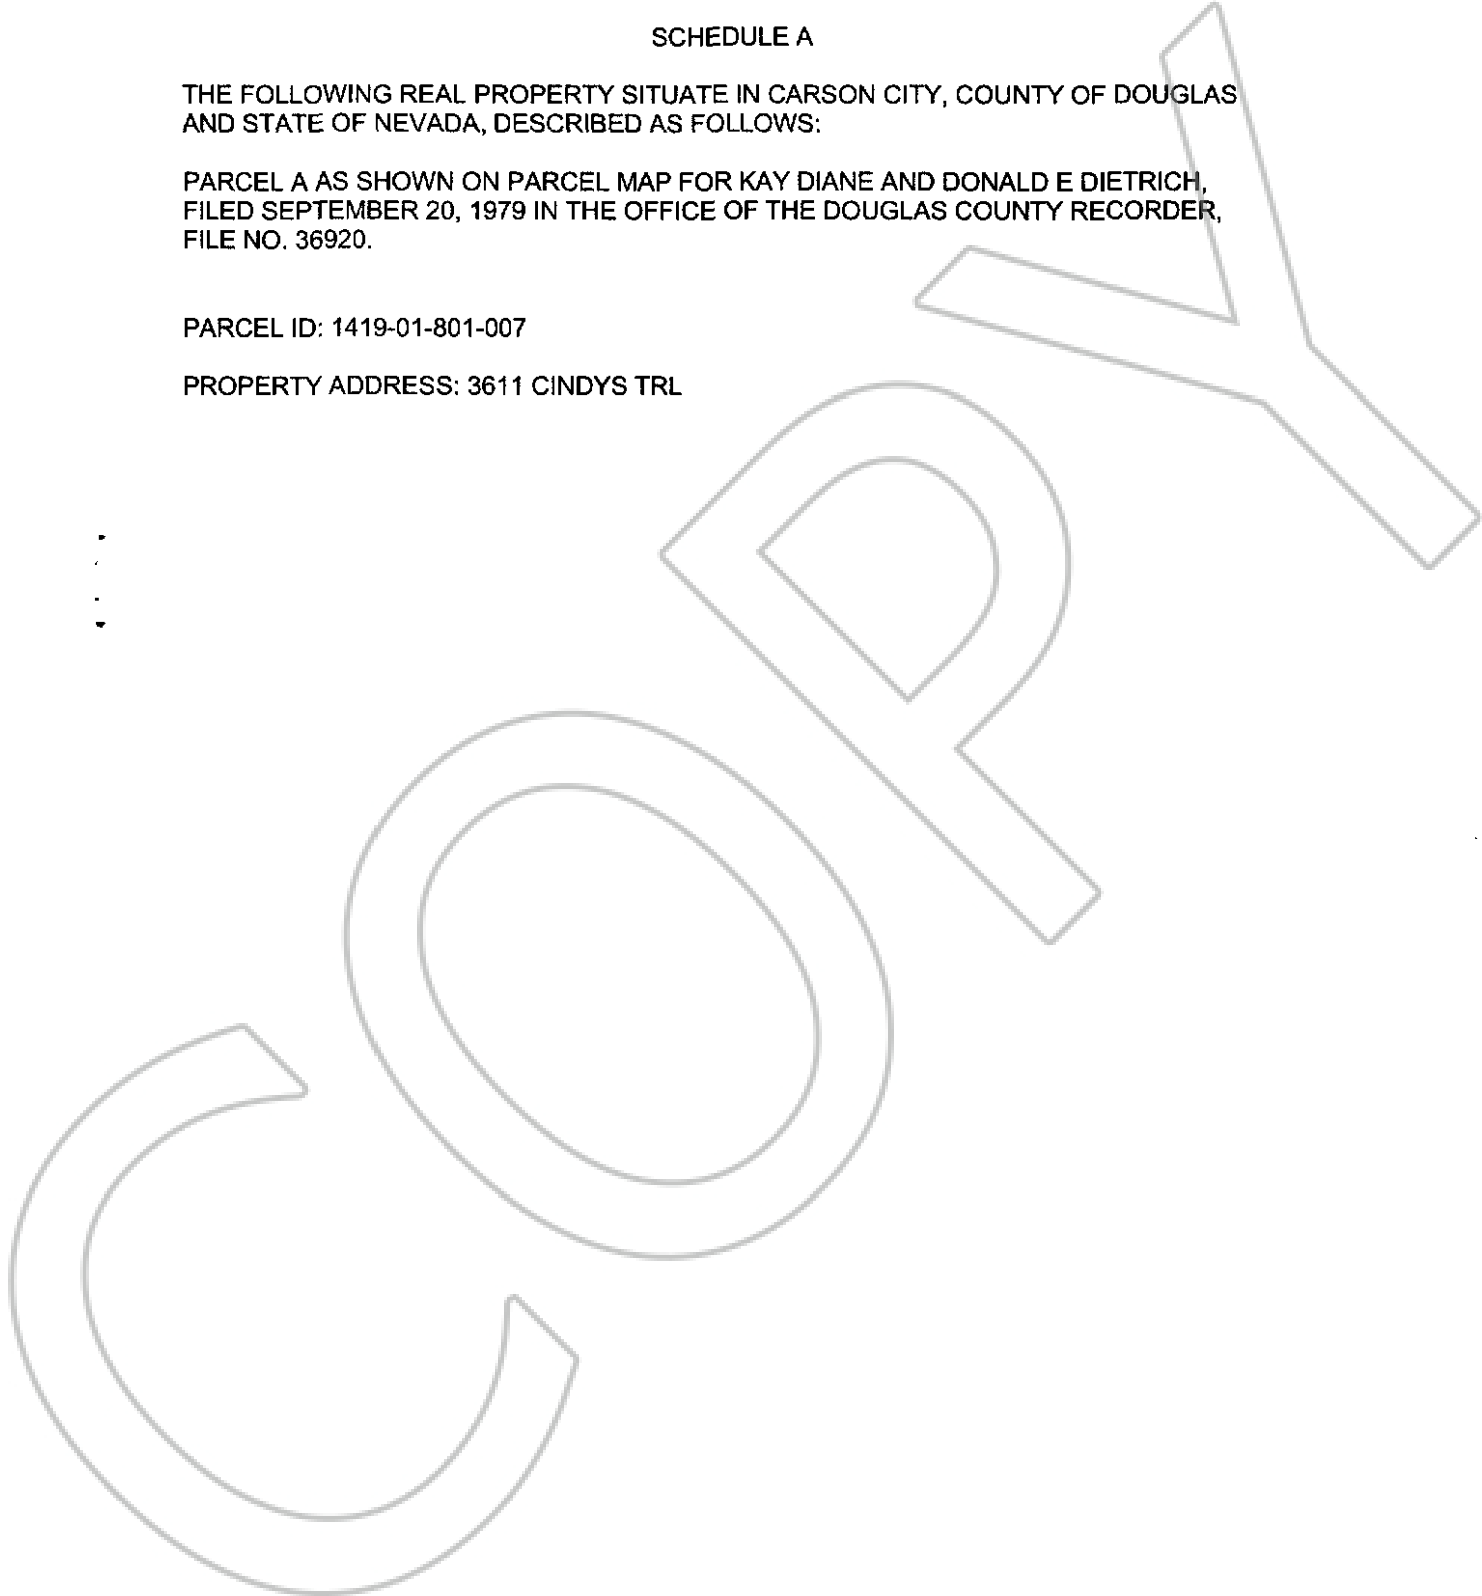 SCHEDULE A
THE FOLLOWING REAL PROPERTY SITUATE IN CARSON CITY, COUNTY OF DOUGLAS
AND STATE OF NEVADA, DESCRIBED AS FOLLOWS:
PARCEL A AS SHOWN ON PARCEL MAP FOR KAY DIANE AND DONALD E DIETRICH,
FILED SEPTEMBER 20, 1979 IN THE OFFICE OF THE DOUGLAS COUNTY RECORDER,
FILE NO. 36920.
PARCEL ID: 1419-01-801-007
PROPERTY ADDRESS: 3611 CINDYS TRL
COPY